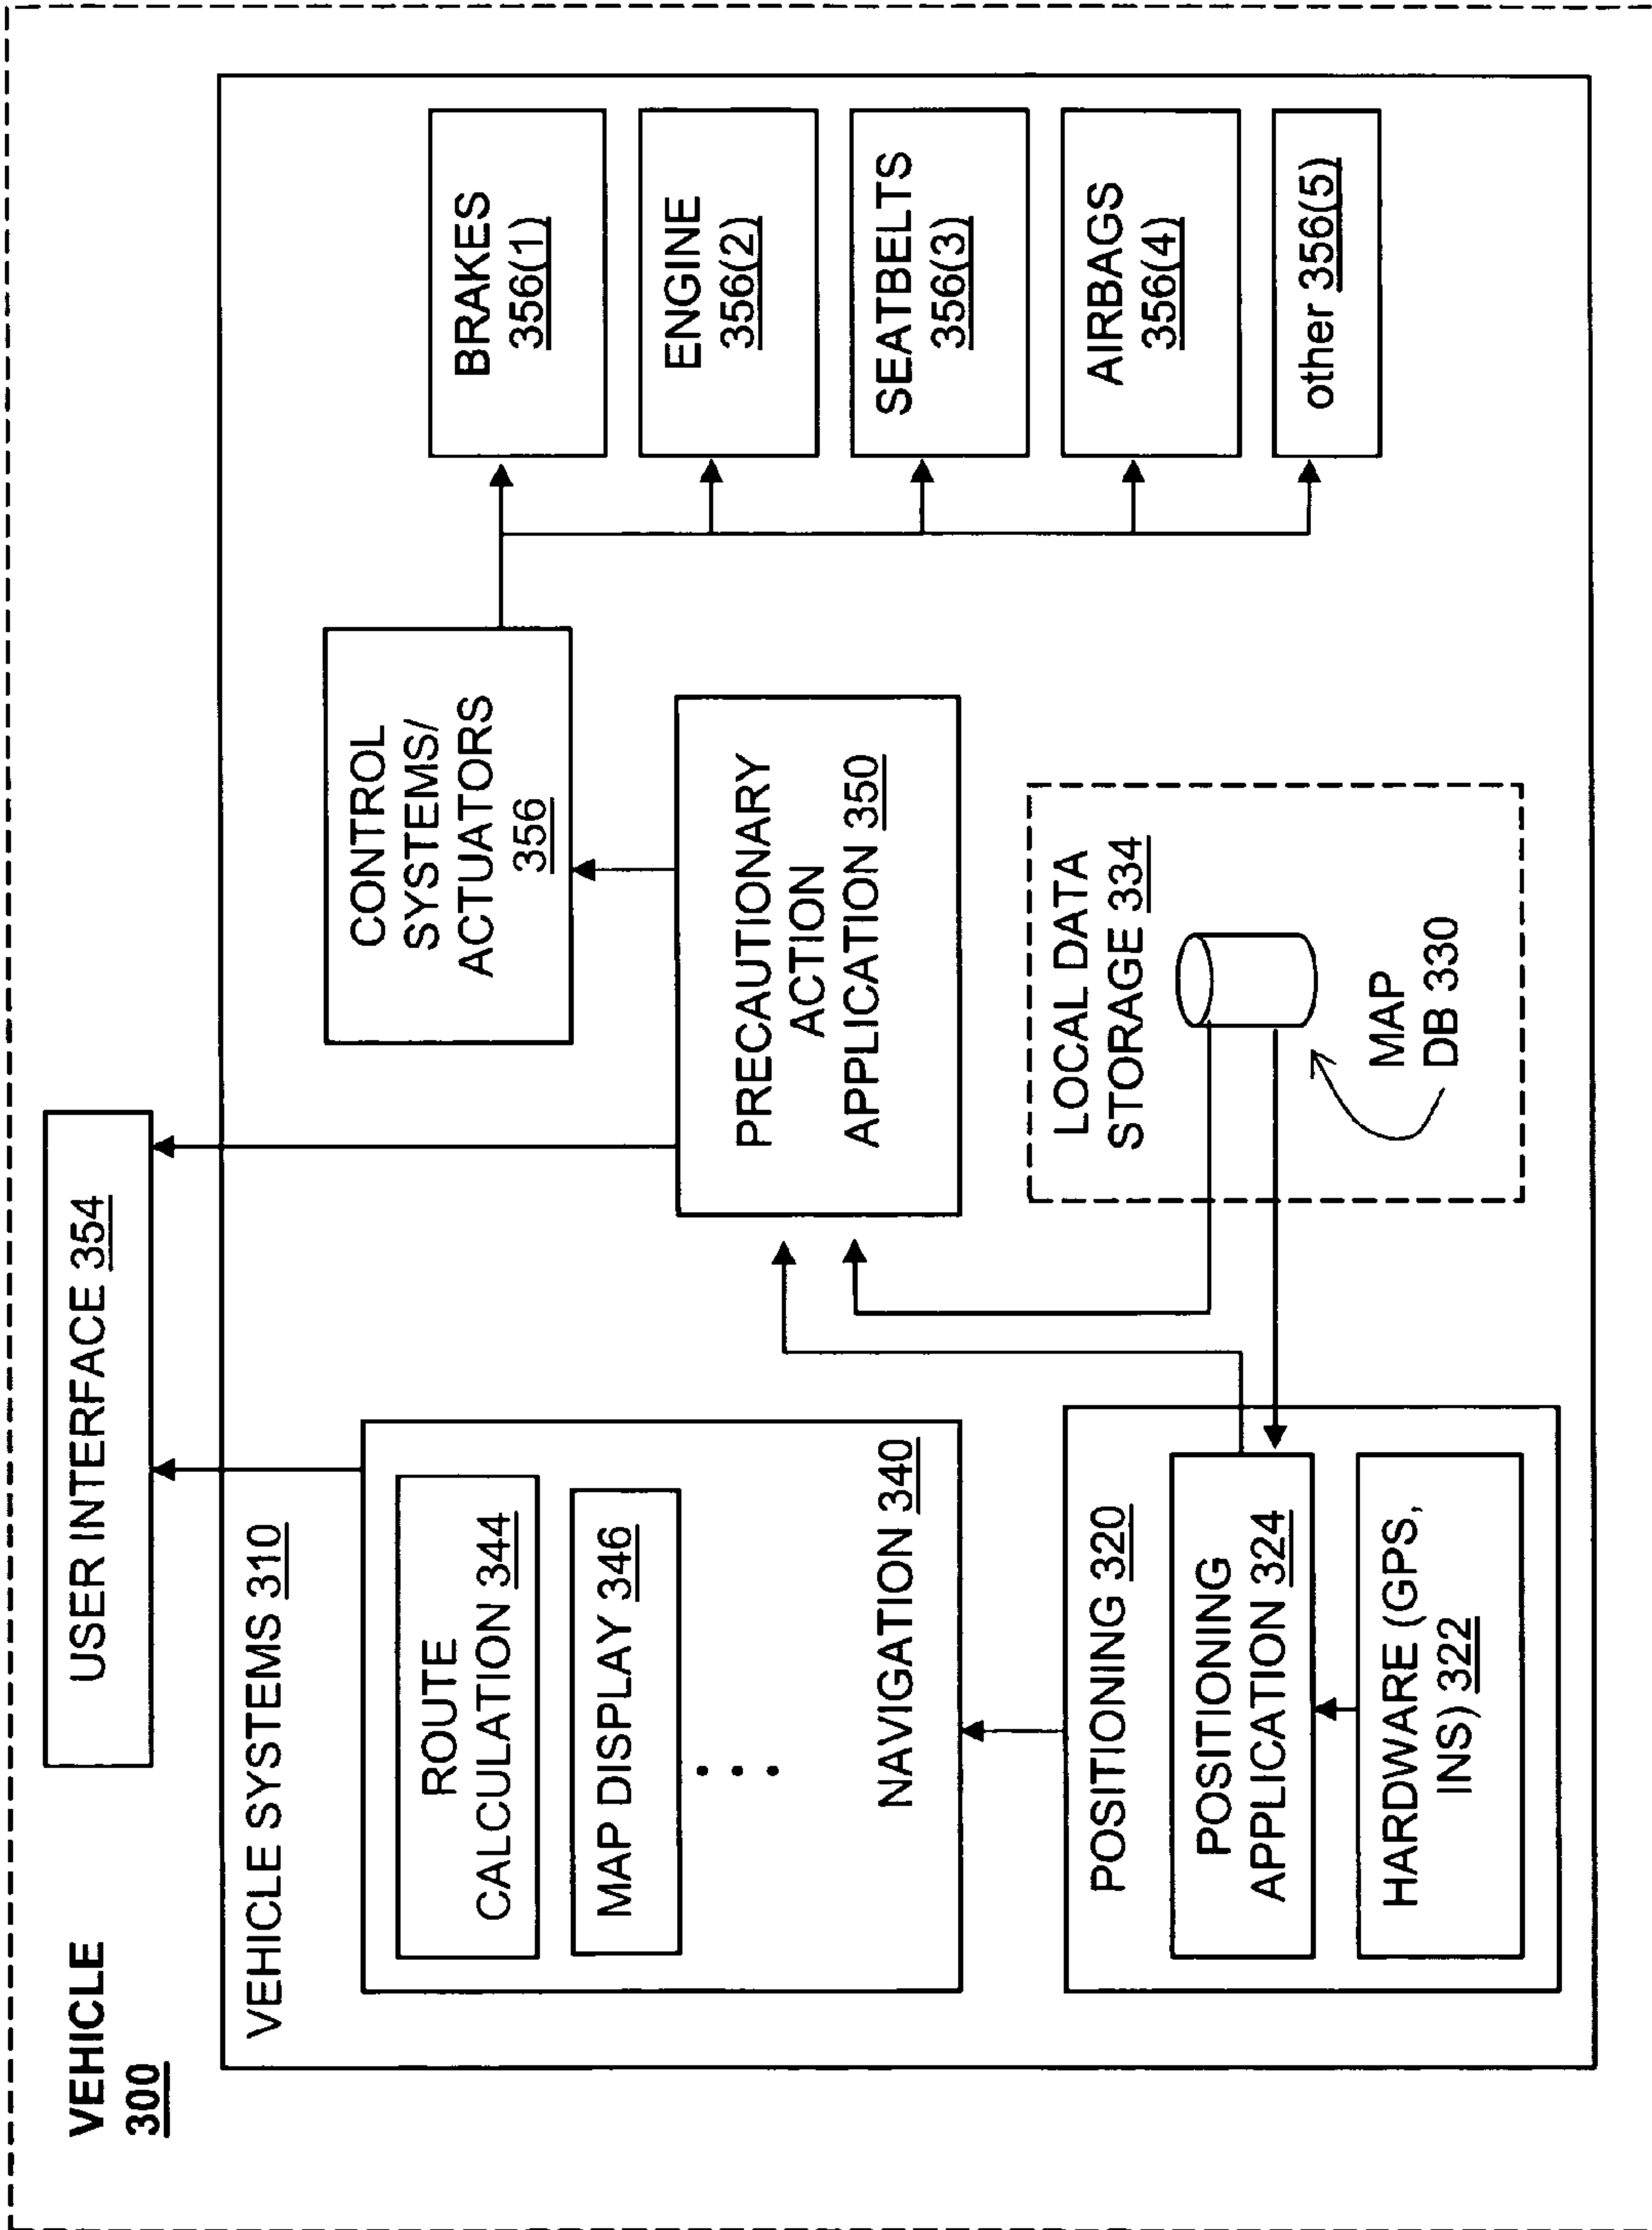 VEHICLE
300
USER INTERFACE 354
VEHICLE SYSTEMS 310
ROUTE
CALCULATION 344
MAP DISPLAY 346
NAVIGATION 340
POSITIONING 320
POSITIONING
APPLICATION 324
HARDWARE (GPS,
INS) 322
PRECAUTIONARY
ACTION
APPLICATION 350
LOCAL DATA
STORAGE 334
MAP
DB 330
CONTROL
SYSTEMS/
ACTUATORS
356
BRAKES
356(1)
ENGINE
356(2)
SEATBELTS
356(3)
AIRBAGS
356(4)
other 356(5)